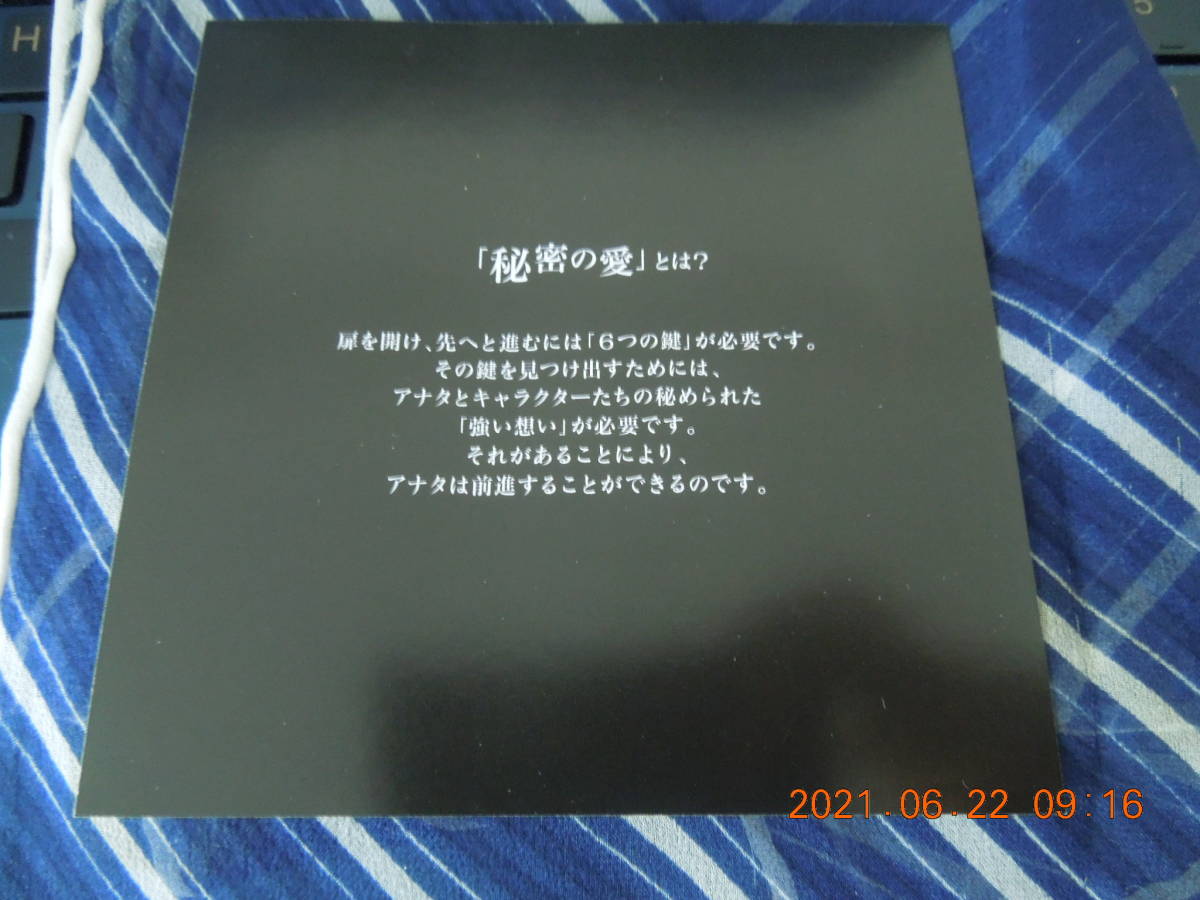 H
5
「秘密の愛」とは?
扉を開け、先へと進むには「6つの鍵」が必要です。
その鍵を見つけ出すためには、
アナタとキャラクターたちの秘められた
「強い想い」が必要です。
それがあることにより、
アナタは前進することができるのです。
2021.06.22 09:16